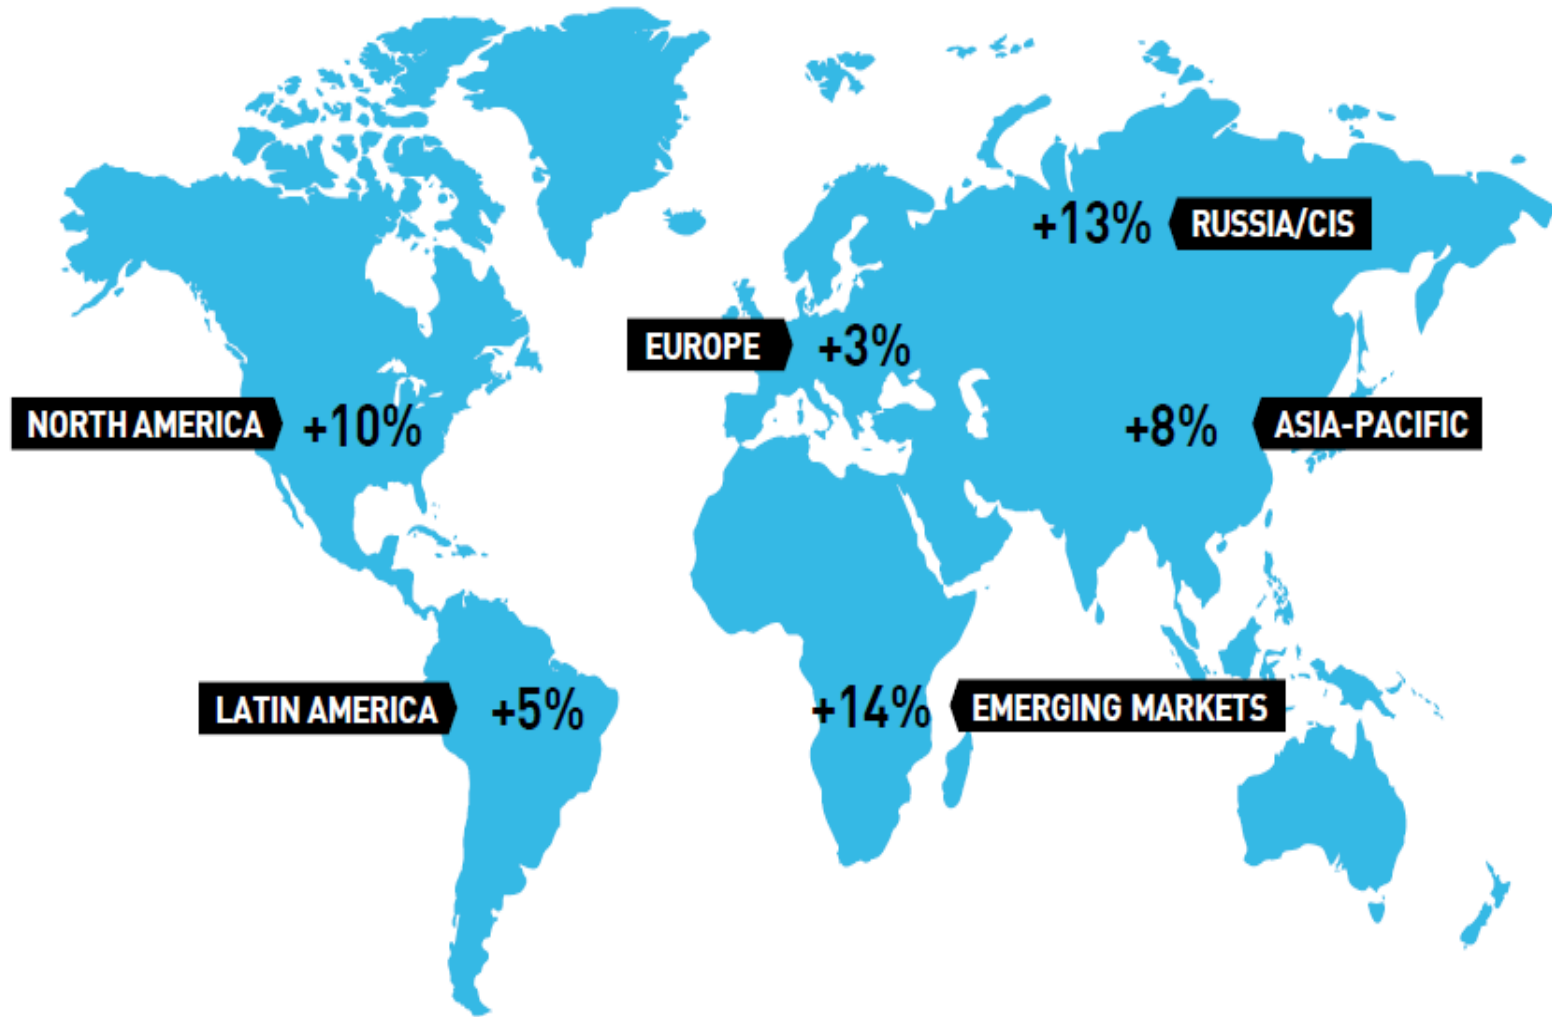 +13% RUSSIA/CIS
EUROPE +3%
NORTH AMERICA +10%
+8% ASIA-PACIFIC
LATIN AMERICA +5%
+14% EMERGING MARKETS